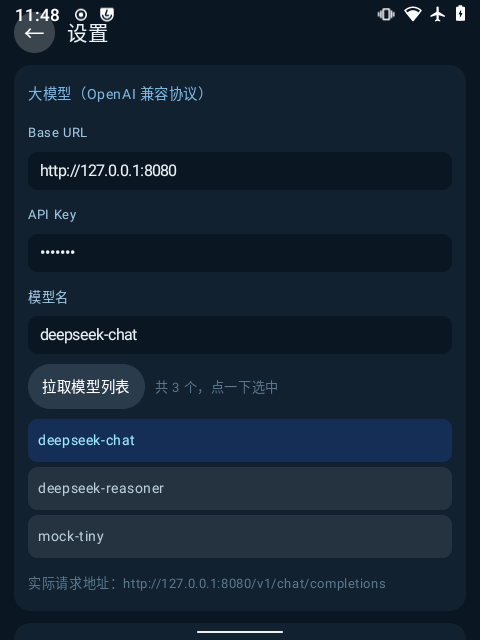 11:48
设置
大模型（OpenAI 兼容协议）
Base URL
http://127.0.0.1:8080
API Key
•••••••
模型名
deepseek-chat
拉取模型列表 共 3 个，点一下选中
deepseek-chat
deepseek-reasoner
mock-tiny
实际请求地址：http://127.0.0.1:8080/v1/chat/completions